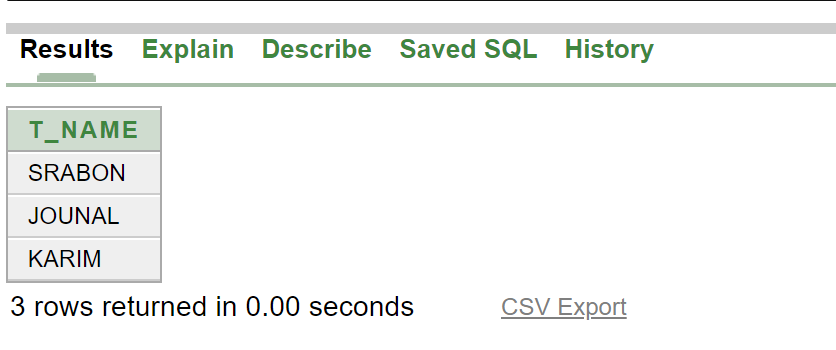 Results Explain Describe Saved SQL History
T_NAME
SRABON
JOUNAL
KARIM
3 rows returned in 0.00 seconds CSV Export